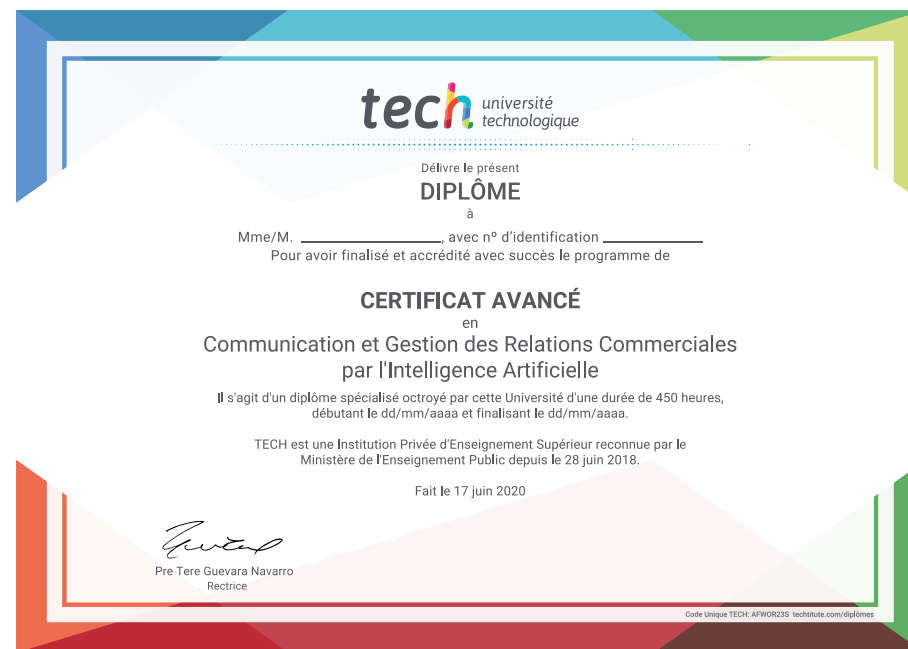 tech université
technologique
Délivre le présent
DIPLÔME
à
Mme/M. ____________________, avec nº d'identification ______________
Pour avoir finalisé et accrédité avec succès le programme de
CERTIFICAT AVANCÉ
en
Communication et Gestion des Relations Commerciales
par l'Intelligence Artificielle
Il s'agit d'un diplôme spécialisé octroyé par cette Université d'une durée de 450 heures,
débutant le dd/mm/aaaa et finalisant le dd/mm/aaaa.
TECH est une Institution Privée d'Enseignement Supérieur reconnue par le
Ministère de l'Enseignement Public depuis le 28 juin 2018.
Fait le 17 juin 2020
Pre Tere Guevara Navarro
Rectrice
Code Unique TECH: AFWOR23S techtitute.com/diplômes